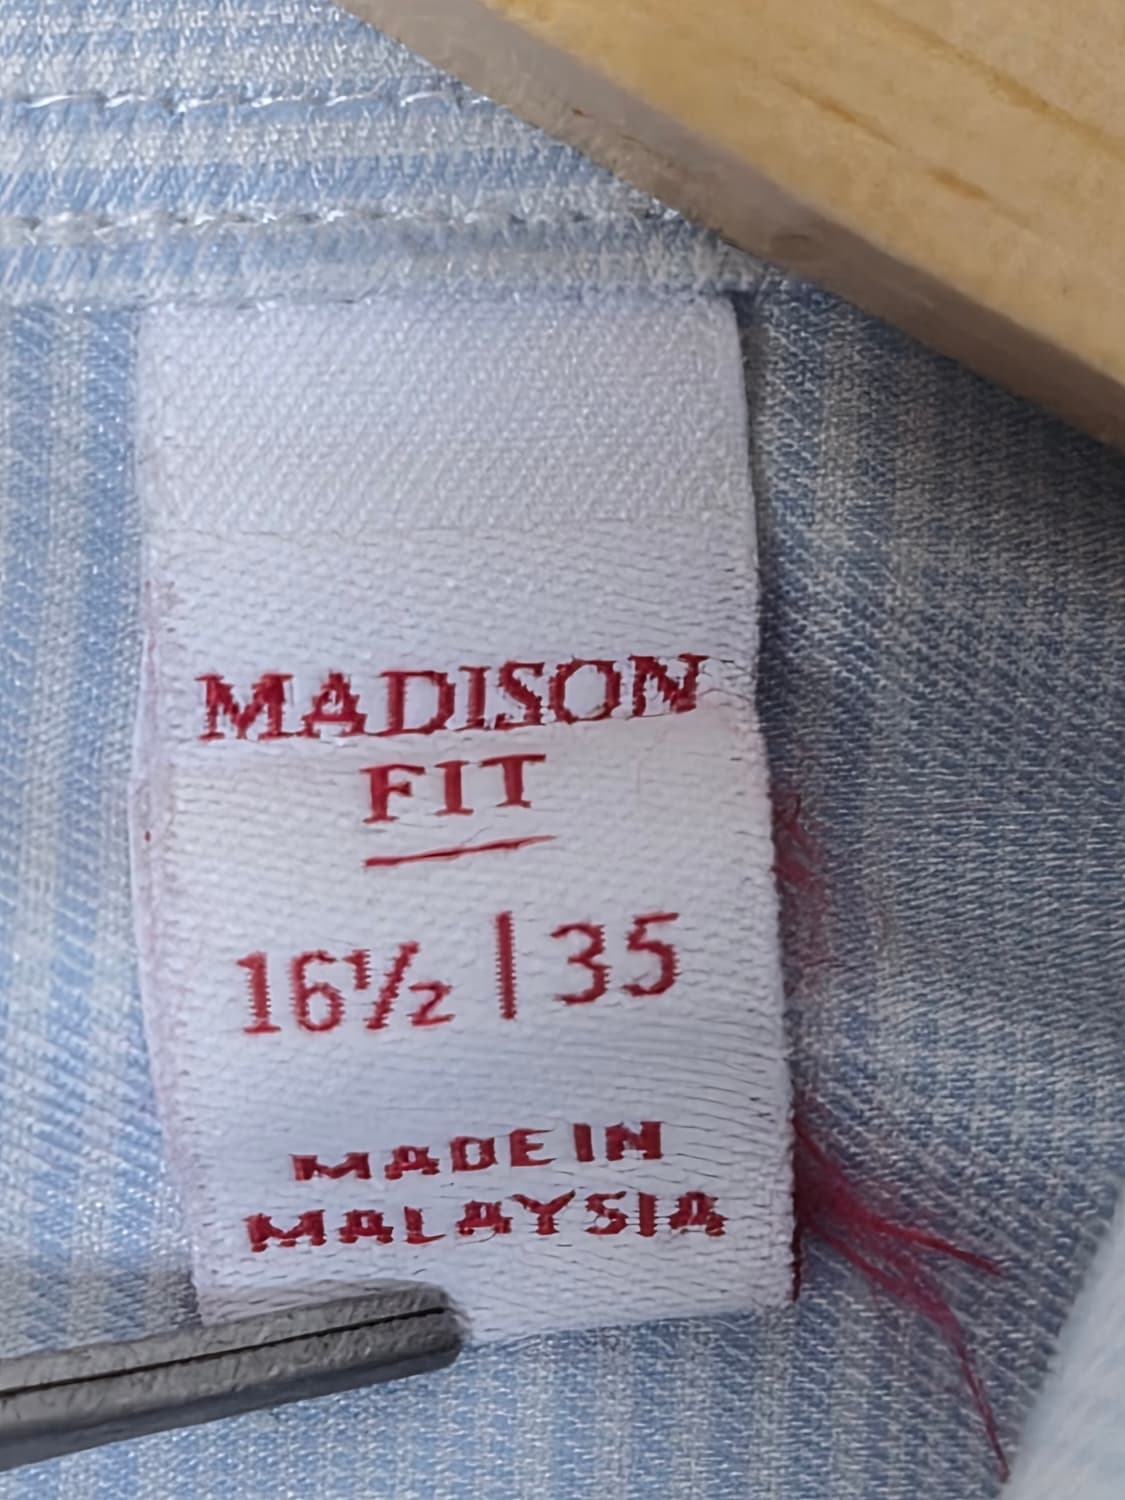 MADISON
FIT
16½ | 35
MADE IN
MALAYSIA